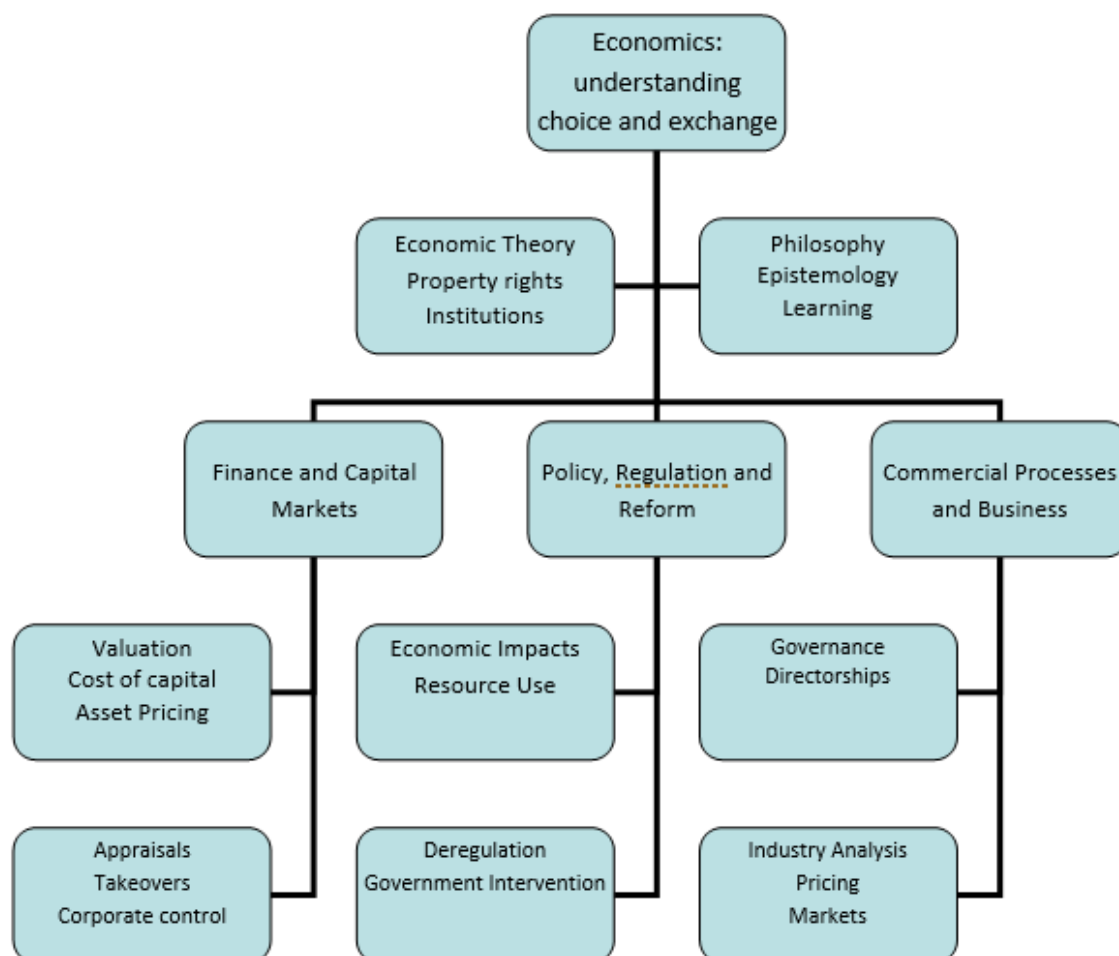 Economics:
understanding
choice and exchange
Economic Theory
Property rights
Institutions
Philosophy
Epistemology
Learning
Finance and Capital
Markets
Policy, Regulation and
Reform
Commercial Processes
and Business
Valuation
Cost of capital
Asset Pricing
Economic Impacts
Resource Use
Governance
Directorships
Appraisals
Takeovers
Corporate control
Deregulation
Government Intervention
Industry Analysis
Pricing
Markets